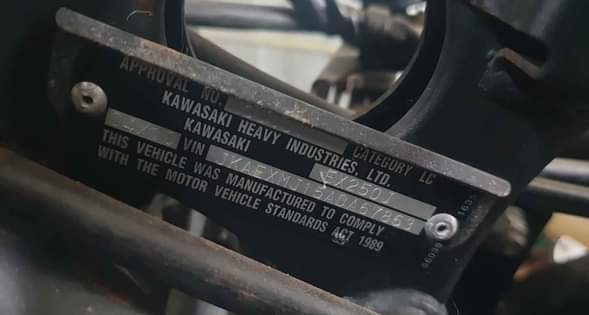 APPROVAL NO. CATEGORY LC
KAWASAKI HEAVY INDUSTRIES, LTD.
KAWASAKI EX250J
VIN
THIS VEHICLE WAS MANUFACTURED TO COMPLY
WITH THE MOTOR VEHICLE STANDARDS ACT 1989